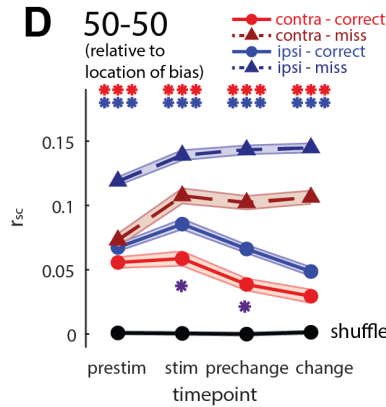 D 50-50
(relative to
location of bias)
contra - correct
contra - miss
ipsi - correct
ipsi - miss
*** *** *** ***
*** *** *** ***
0.15
0.1
0.05
0
r_sc
*
*
shuffle
prestim stim prechange change
timepoint